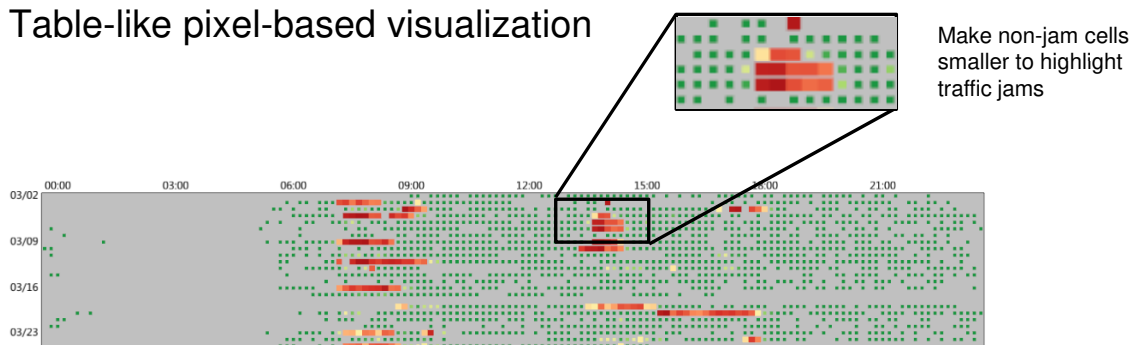 Table-like pixel-based visualization
Make non-jam cells
smaller to highlight
traffic jams
00:00 03:00 06:00 09:00 12:00 15:00 18:00 21:00
03/02
03/09
03/16
03/23